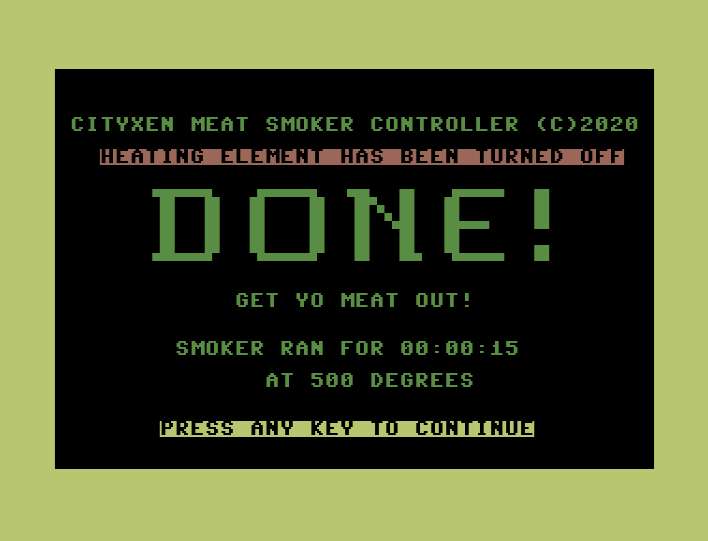 CITYXEN MEAT SMOKER CONTROLLER (C)2020
HEATING ELEMENT HAS BEEN TURNED OFF
DONE!
GET YO MEAT OUT!
SMOKER RAN FOR 00:00:15
AT 500 DEGREES
PRESS ANY KEY TO CONTINUE